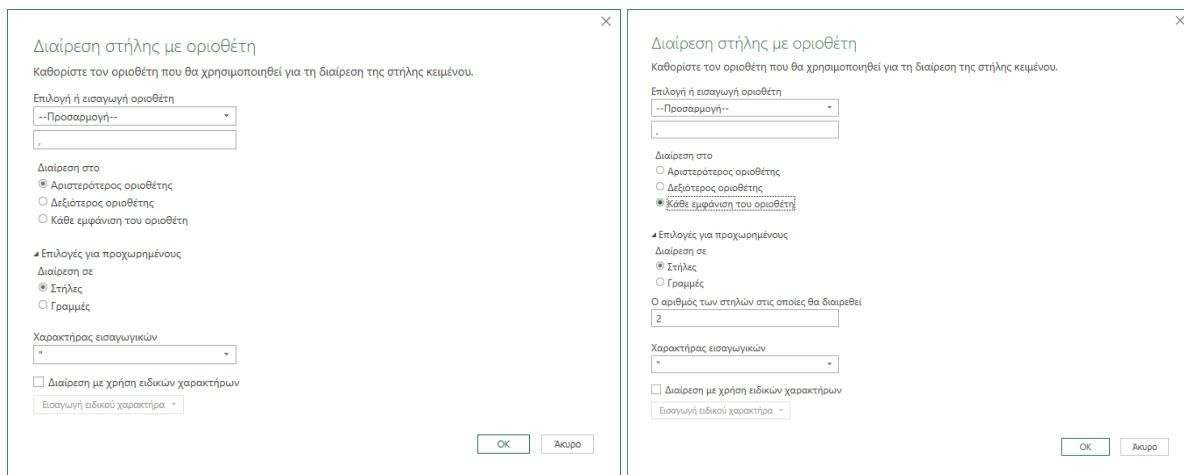 Διαίρεση στήλης με οριοθέτη
Καθορίστε τον οριοθέτη που θα χρησιμοποιηθεί για τη διαίρεση της στήλης κειμένου.
Επιλογή ή εισαγωγή οριοθέτη
--Προσαρμογή--
,
Διαίρεση στο
Αριστερότερος οριοθέτης
Δεξιότερος οριοθέτης
Κάθε εμφάνιση του οριοθέτη
Επιλογές για προχωρημένους
Διαίρεση σε
Στήλες
Γραμμές
Χαρακτήρας εισαγωγικών
"
Διαίρεση με χρήση ειδικών χαρακτήρων
Εισαγωγή ειδικού χαρακτήρα
OK Άκυρο
Διαίρεση στήλης με οριοθέτη
Καθορίστε τον οριοθέτη που θα χρησιμοποιηθεί για τη διαίρεση της στήλης κειμένου.
Επιλογή ή εισαγωγή οριοθέτη
--Προσαρμογή--
,
Διαίρεση στο
Αριστερότερος οριοθέτης
Δεξιότερος οριοθέτης
Κάθε εμφάνιση του οριοθέτη
Επιλογές για προχωρημένους
Διαίρεση σε
Στήλες
Γραμμές
Ο αριθμός των στηλών στις οποίες θα διαιρεθεί
2
Χαρακτήρας εισαγωγικών
"
Διαίρεση με χρήση ειδικών χαρακτήρων
Εισαγωγή ειδικού χαρακτήρα
OK Άκυρο